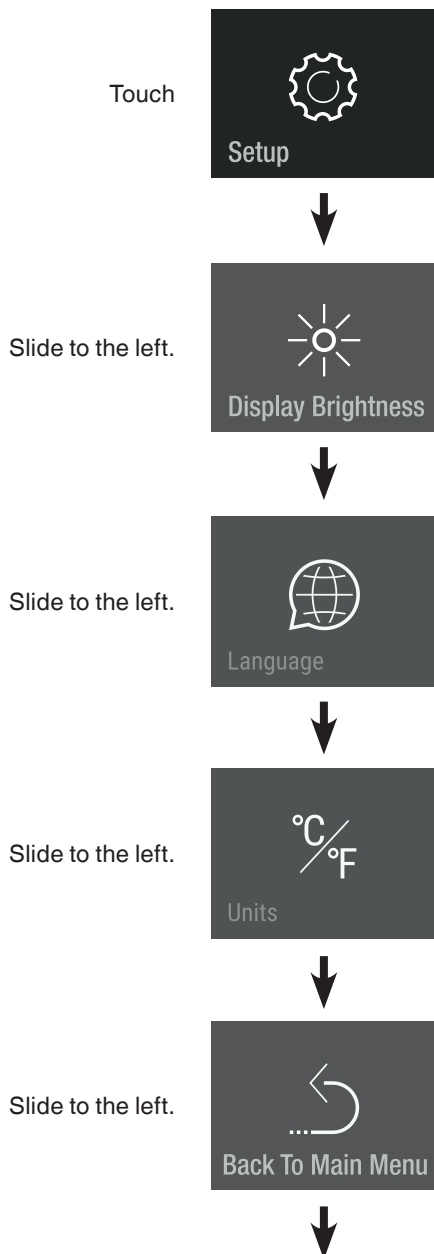 Touch
Setup
Slide to the left.
Display Brightness
Slide to the left.
Language
Slide to the left.
°C/°F
Units
Slide to the left.
Back To Main Menu